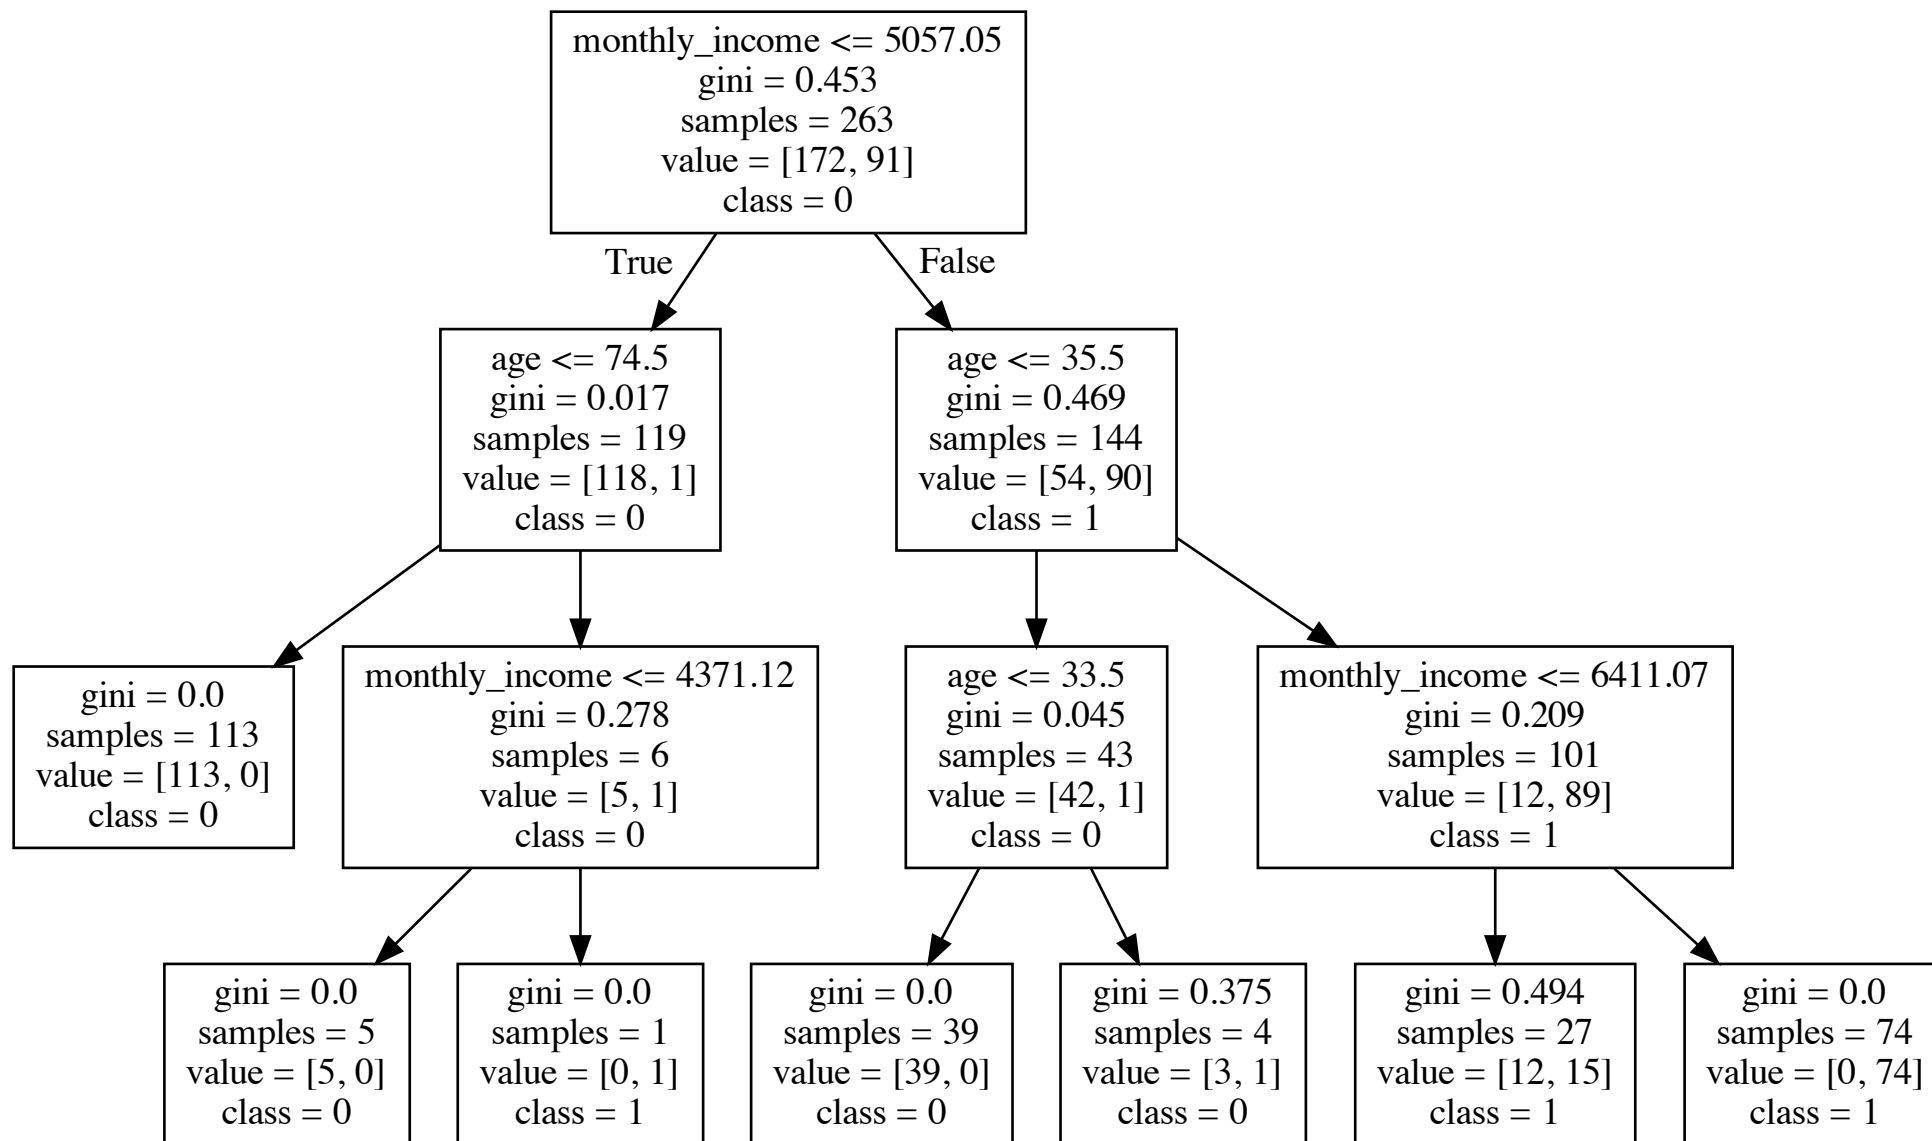 monthly_income <= 5057.05
gini = 0.453
samples = 263
value = [172, 91]
class = 0
True
False
age <= 74.5
gini = 0.017
samples = 119
value = [118, 1]
class = 0
age <= 35.5
gini = 0.469
samples = 144
value = [54, 90]
class = 1
gini = 0.0
samples = 113
value = [113, 0]
class = 0
monthly_income <= 4371.12
gini = 0.278
samples = 6
value = [5, 1]
class = 0
age <= 33.5
gini = 0.045
samples = 43
value = [42, 1]
class = 0
monthly_income <= 6411.07
gini = 0.209
samples = 101
value = [12, 89]
class = 1
gini = 0.0
samples = 5
value = [5, 0]
class = 0
gini = 0.0
samples = 1
value = [0, 1]
class = 1
gini = 0.0
samples = 39
value = [39, 0]
class = 0
gini = 0.375
samples = 4
value = [3, 1]
class = 0
gini = 0.494
samples = 27
value = [12, 15]
class = 1
gini = 0.0
samples = 74
value = [0, 74]
class = 1